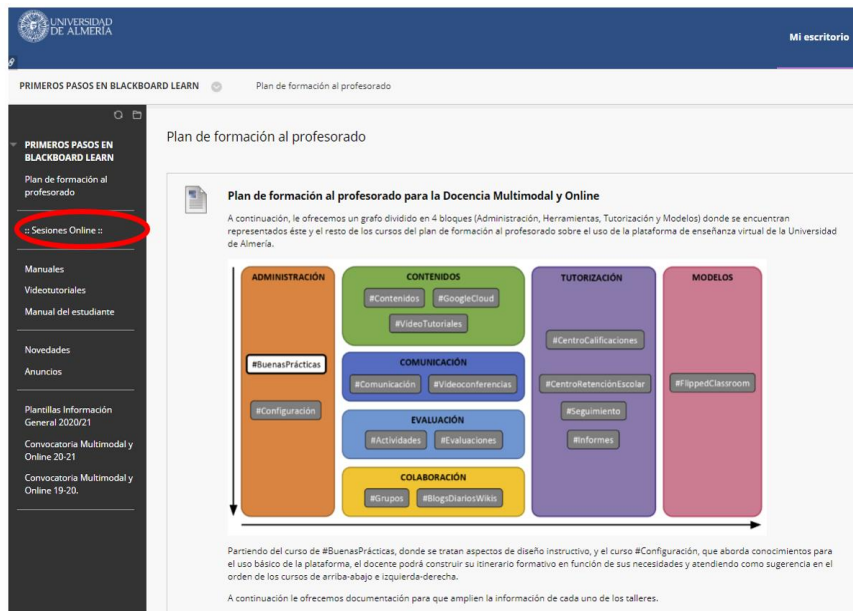 UNIVERSIDAD
DE ALMERÍA
Mi escritorio
PRIMEROS PASOS EN BLACKBOARD LEARN
Plan de formación al profesorado
PRIMEROS PASOS EN
BLACKBOARD LEARN
Plan de formación al
profesorado
:: Sesiones Online ::
Manuales
Videotutoriales
Manual del estudiante
Novedades
Anuncios
Plantillas Información
General 2020/21
Convocatoria Multimodal y
Online 20-21
Convocatoria Multimodal y
Online 19-20.
Plan de formación al profesorado
Plan de formación al profesorado para la Docencia Multimodal y Online
A continuación, le ofrecemos un grafo dividido en 4 bloques (Administración, Herramientas, Tutorización y Modelos) donde se encuentran
representados éste y el resto de los cursos del plan de formación al profesorado sobre el uso de la plataforma de enseñanza virtual de la Universidad
de Almería.
ADMINISTRACIÓN
#BuenasPrácticas
#Configuración
CONTENIDOS
#Contenidos #GoogleCloud
#VideoTutoriales
COMUNICACIÓN
#Comunicación #Videoconferencias
EVALUACIÓN
#Actividades #Evaluaciones
COLABORACIÓN
#Grupos #BlogsDiariosWikis
TUTORIZACIÓN
#CentroCalificaciones
#CentroRetenciónEscolar
#Seguimiento
#Informes
MODELOS
#FlippedClassroom
Partiendo del curso de #BuenasPrácticas, donde se tratan aspectos de diseño instructivo, y el curso #Configuración, que aborda conocimientos para
el uso básico de la plataforma, el docente podrá construir su itinerario formativo en función de sus necesidades y atendiendo como sugerencia en el
orden de los cursos de arriba-abajo e izquierda-derecha.
A continuación le ofrecemos documentación para que amplien la información de cada uno de los talleres.